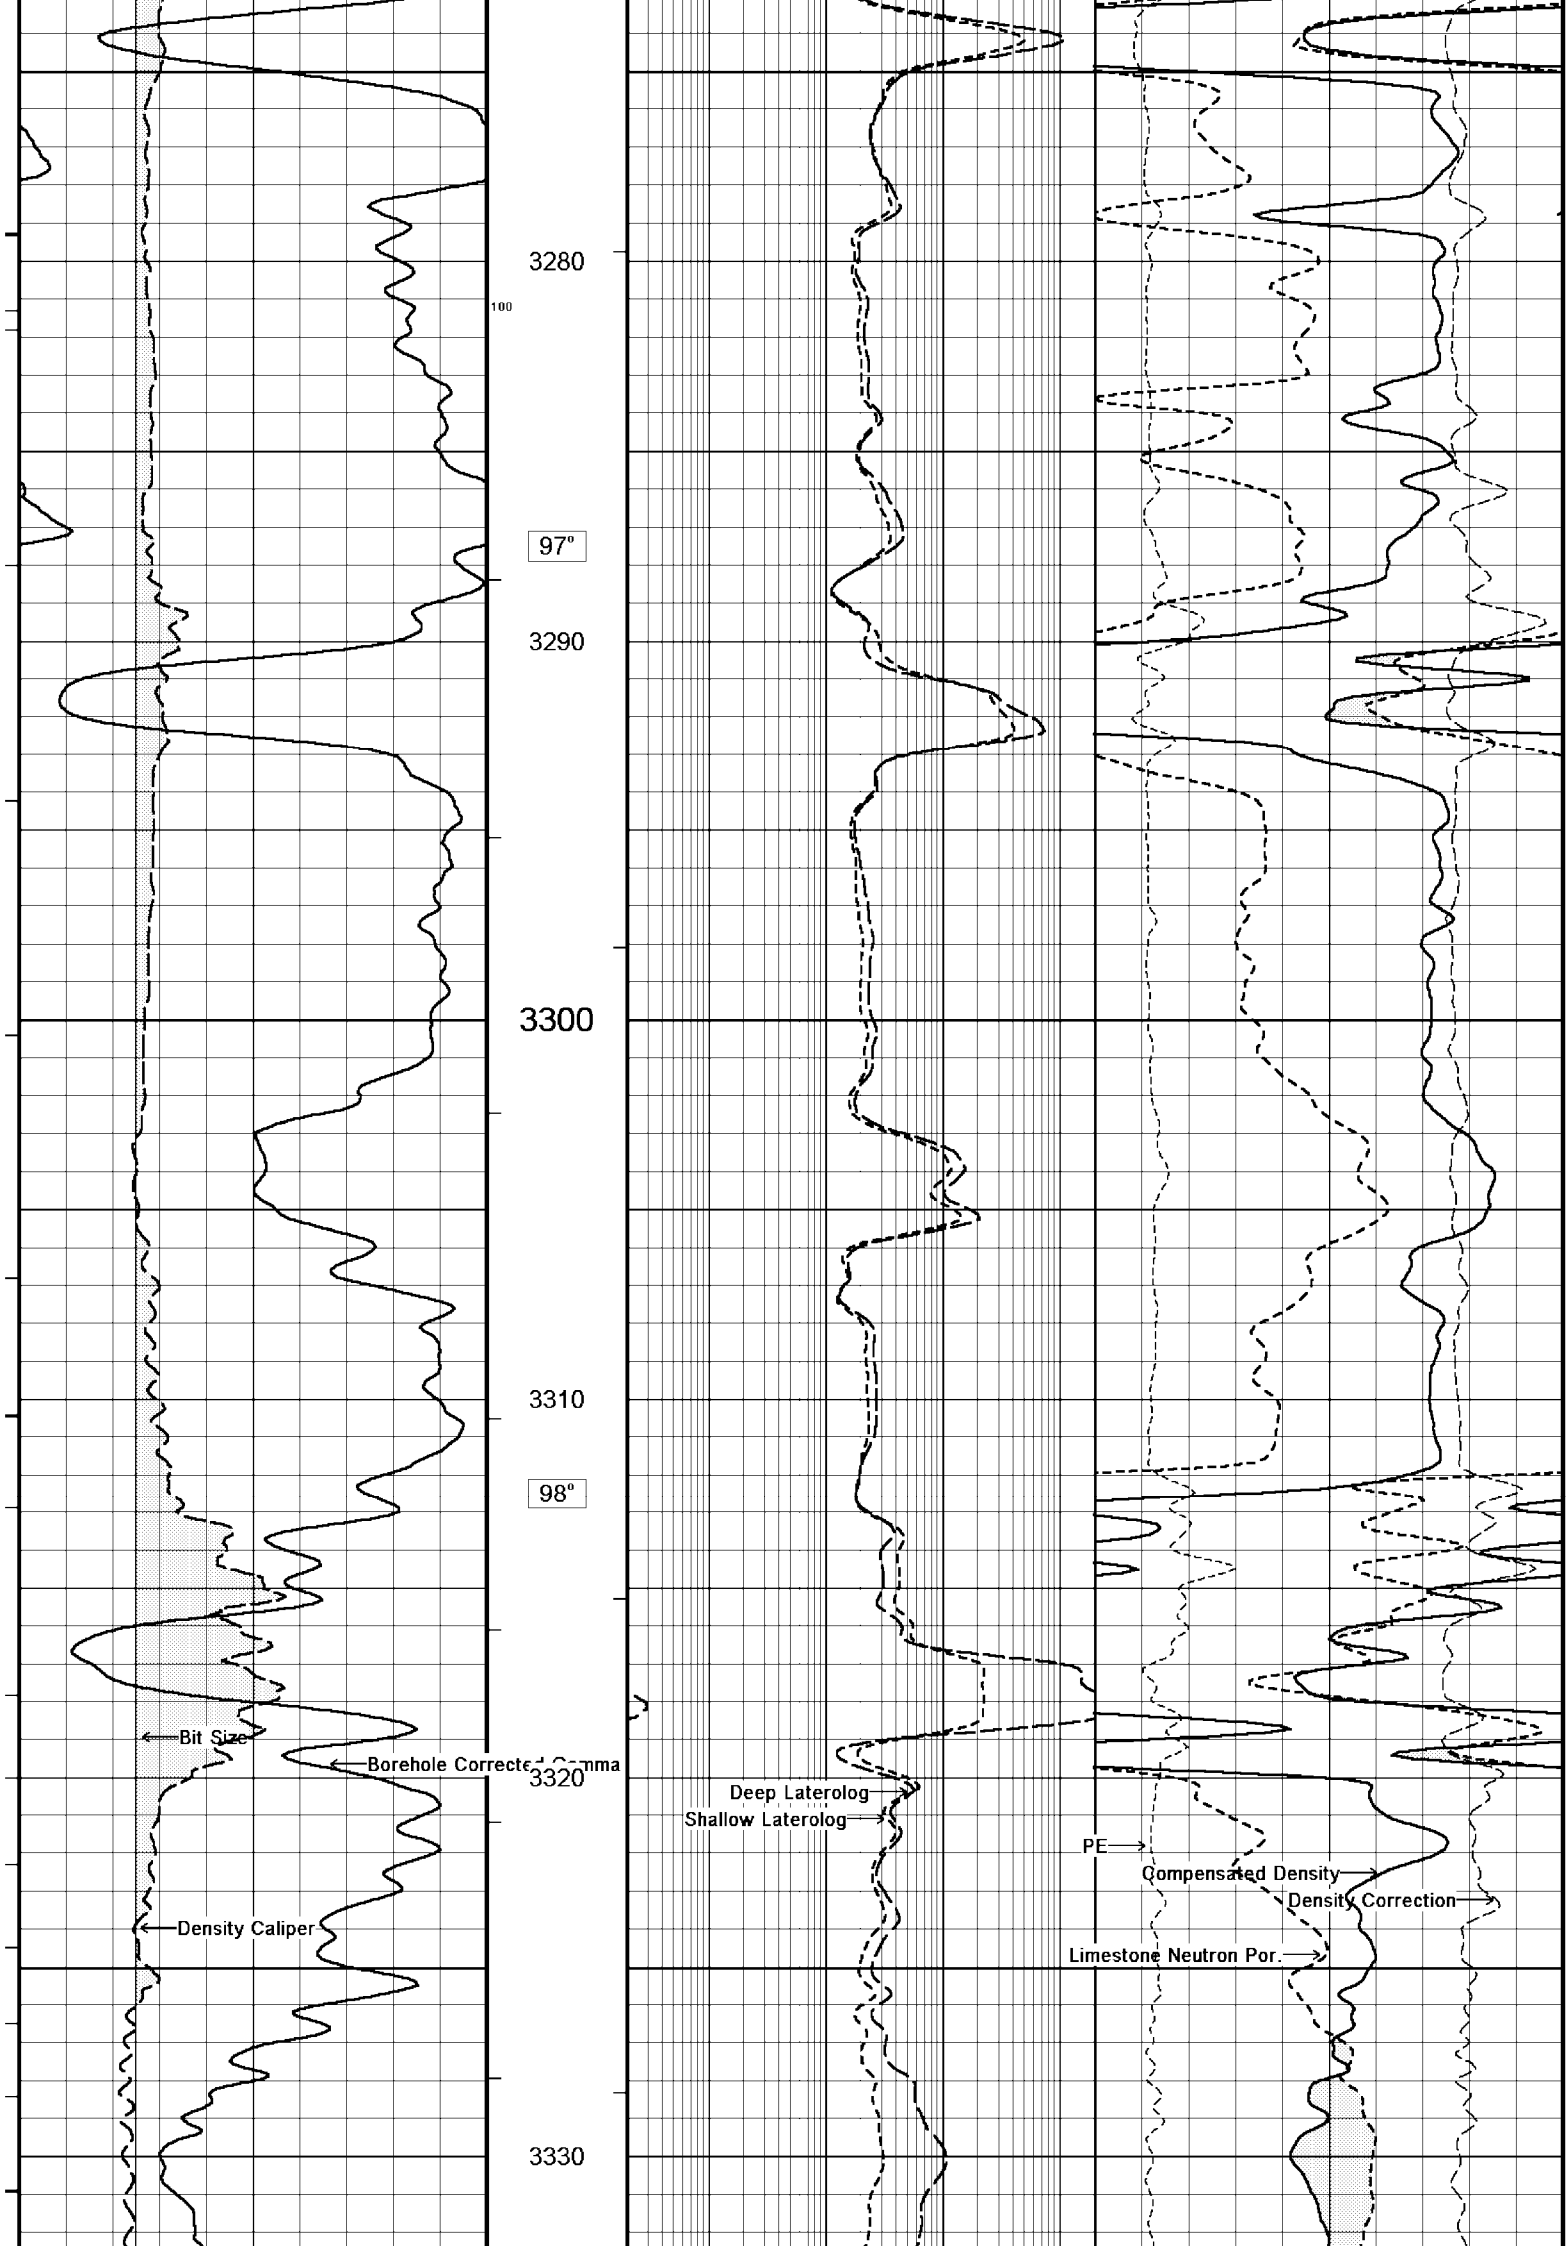 3280
100
97°
3290
3300
3310
98°
Bit Size
Borehole Corrected Gamma
3320
Deep Laterolog
Shallow Laterolog
PE
Compensated Density
Density Correction
Density Caliper
Limestone Neutron Por.
3330